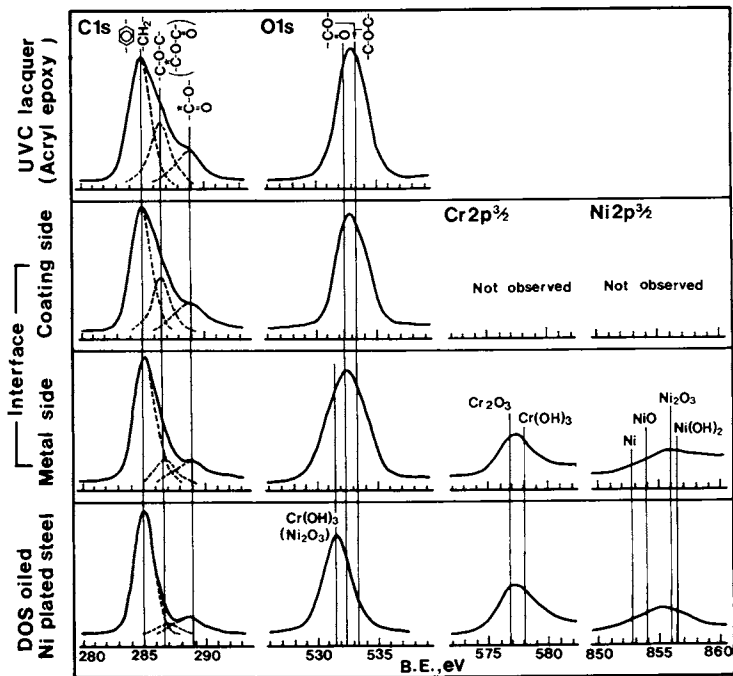 C1s
-CH₂-
-C-O-C-
*C-O-C=O
-O-
*C=O
O1s
-C-O-
*O
-C-O-C-
UVC lacquer
(Acryl epoxy)
Cr2p³⁄₂
Ni2p³⁄₂
Interface
Coating side
Not observed
Not observed
Metal side
Cr₂O₃
Cr(OH)₃
Ni
NiO
Ni₂O₃
Ni(OH)₂
DOS oiled
Ni plated steel
Cr(OH)₃
(Ni₂O₃)
280 285 290 530 535 575 580 850 855 860
B.E.,eV